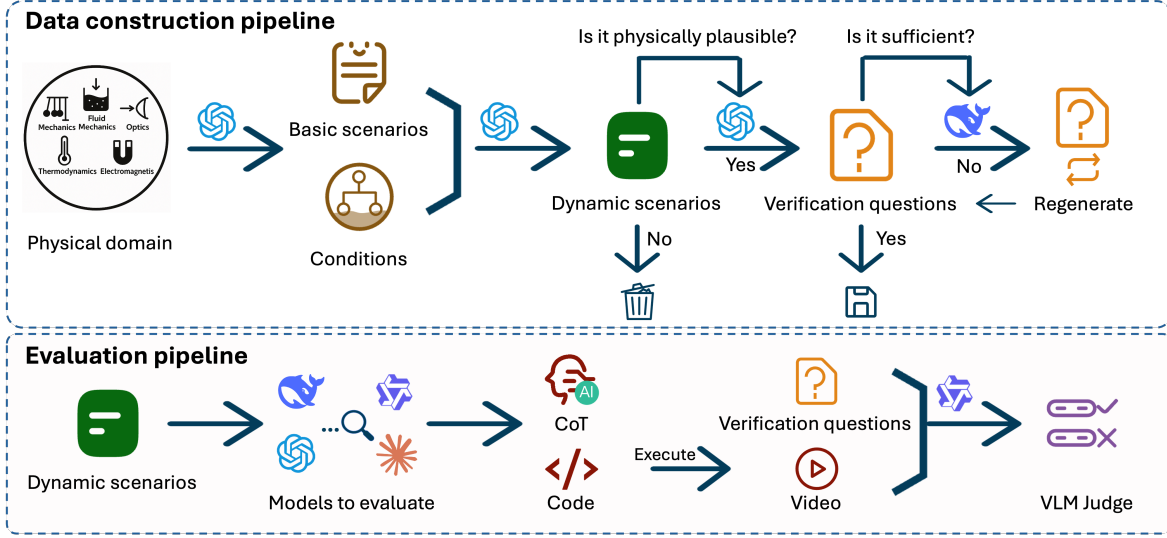 Data construction pipeline
Is it physically plausible?
Is it sufficient?
Mechanics
Fluid
Mechanics
Optics
Thermodynamics
Electromagnetis
Physical domain
Basic scenarios
Conditions
Dynamic scenarios
Yes
No
Verification questions
No
Yes
Regenerate
Evaluation pipeline
Dynamic scenarios
...
Models to evaluate
AI
CoT
</>
Code
Execute
Verification questions
Video
VLM Judge